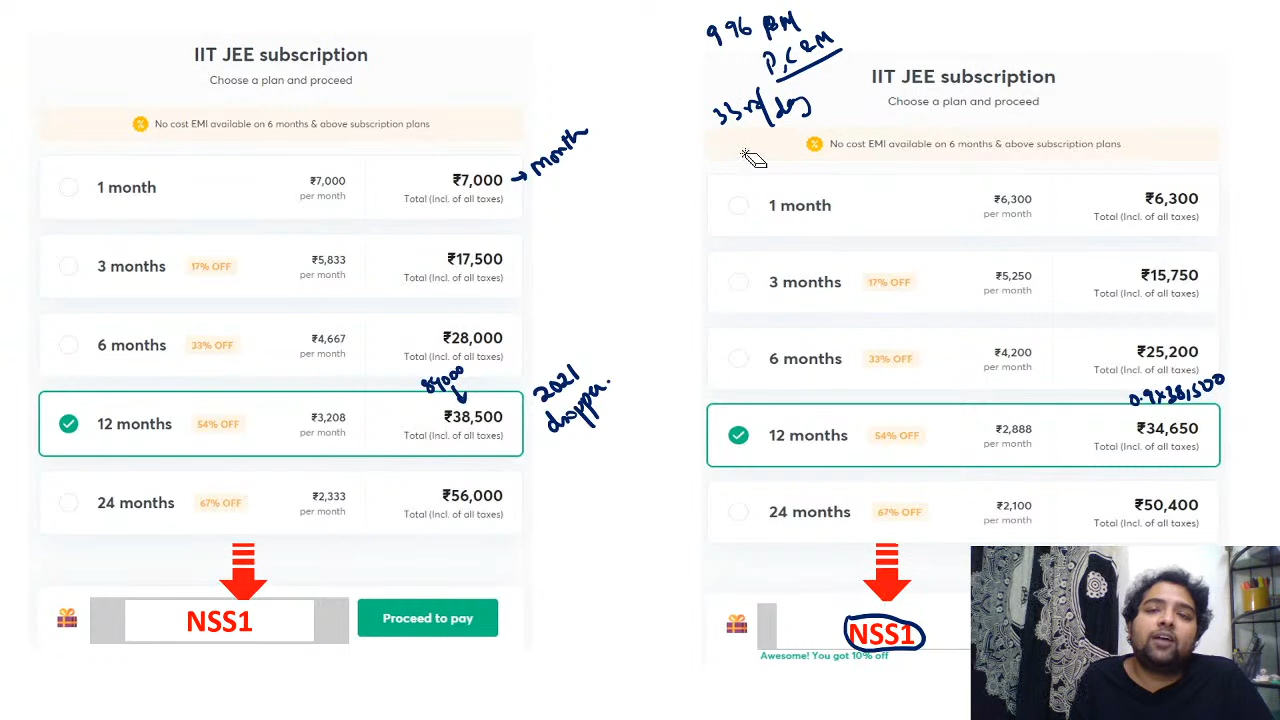 IIT JEE subscription
Choose a plan and proceed
No cost EMI available on 6 months & above subscription plans
1 month ₹7,000 per month ₹7,000 Total (Incl. of all taxes)
→ month
3 months 17% OFF ₹5,833 per month ₹17,500 Total (Incl. of all taxes)
6 months 33% OFF ₹4,667 per month ₹28,000 Total (Incl. of all taxes)
84000
12 months 54% OFF ₹3,208 per month ₹38,500 Total (Incl. of all taxes)
2021
dropper.
24 months 67% OFF ₹2,333 per month ₹56,000 Total (Incl. of all taxes)
NSS1
Proceed to pay
996
P, C & M
IIT JEE subscription
Choose a plan and proceed
No cost EMI available on 6 months & above subscription plans
1 month ₹6,300 per month ₹6,300 Total (Incl. of all taxes)
3 months 17% OFF ₹5,250 per month ₹15,750 Total (Incl. of all taxes)
6 months 33% OFF ₹4,200 per month ₹25,200 Total (Incl. of all taxes)
0.9×38,500
12 months 54% OFF ₹2,888 per month ₹34,650 Total (Incl. of all taxes)
24 months 67% OFF ₹2,100 per month ₹50,400 Total (Incl. of all taxes)
NSS1
Awesome! You got 10% off